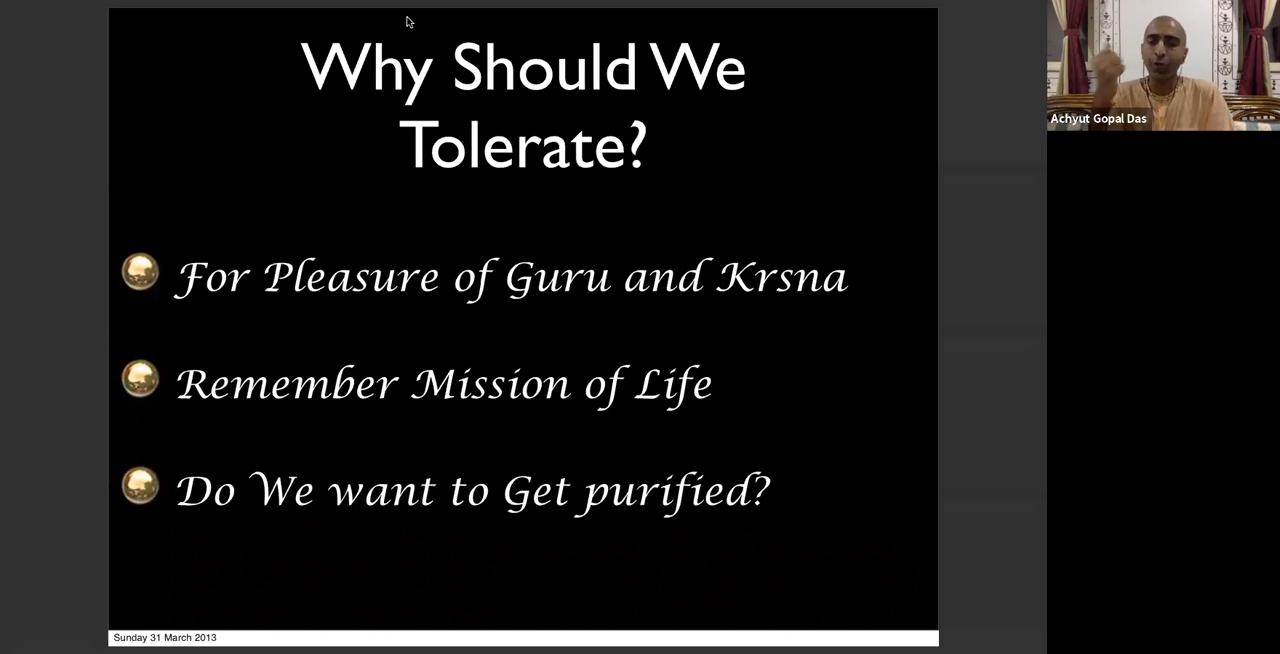 Why Should We
Tolerate?
For Pleasure of Guru and Krsna
Remember Mission of Life
Do We want to Get purified?
Sunday 31 March 2013
Achyut Gopal Das